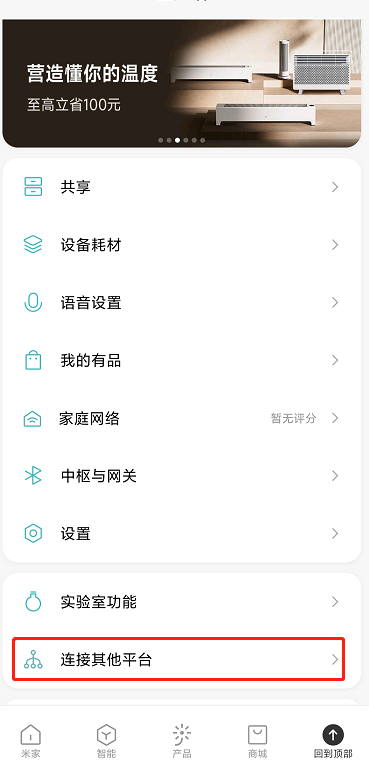 营造懂你的温度
至高立省100元
共享
设备耗材
语音设置
我的有品
家庭网络 暂无评分
中枢与网关
设置
实验室功能
连接其他平台
米家 智能 产品 商城 回到顶部